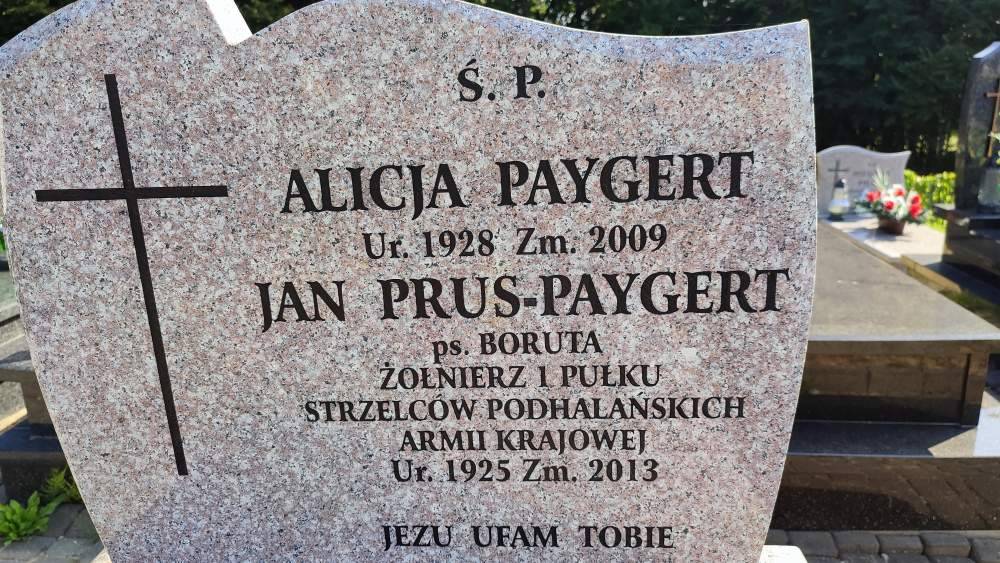 Ś. P.
ALICJA PAYGERT
Ur. 1928 Zm. 2009
JAN PRUS-PAYGERT
ps. BORUTA
ŻOŁNIERZ 1 PUŁKU
STRZELCÓW PODHALAŃSKICH
ARMII KRAJOWEJ
Ur. 1925 Zm. 2013
JEZU UFAM TOBIE